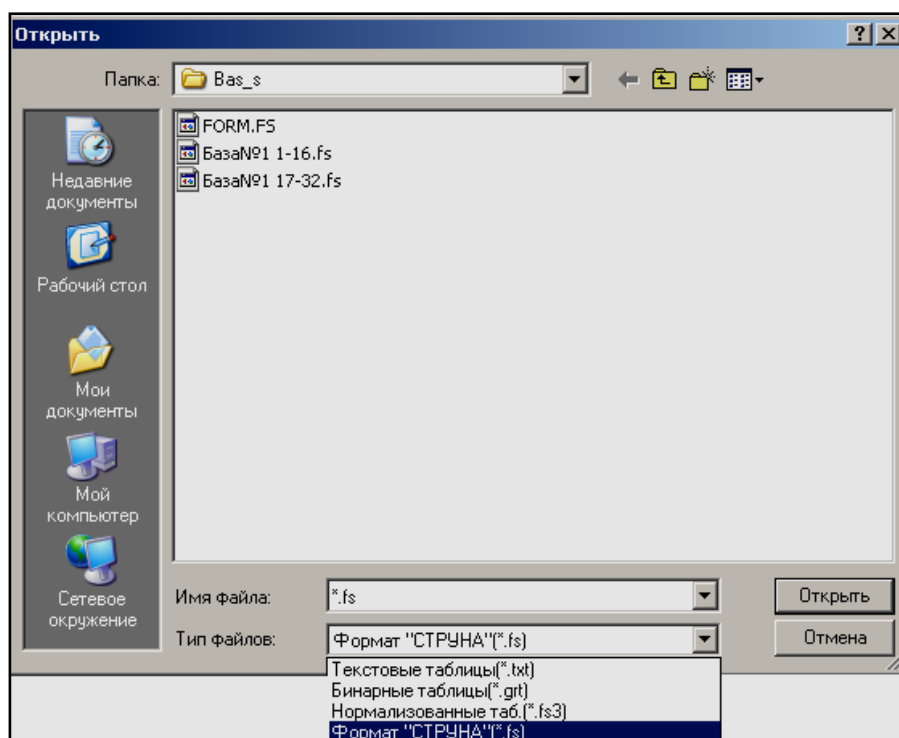 Открыть
Папка: Bas_s
FORM.FS
База№1 1-16.fs
База№1 17-32.fs
Недавние
документы
Рабочий стол
Мои
документы
Мой
компьютер
Сетевое
окружение
Имя файла: *.fs Открыть
Тип файлов: Формат "СТРУНА"(*.fs) Отмена
Текстовые таблицы(*.txt)
Бинарные таблицы(*.grt)
Нормализованные таб.(*.fs3)
Формат "СТРУНА"(*.fs)